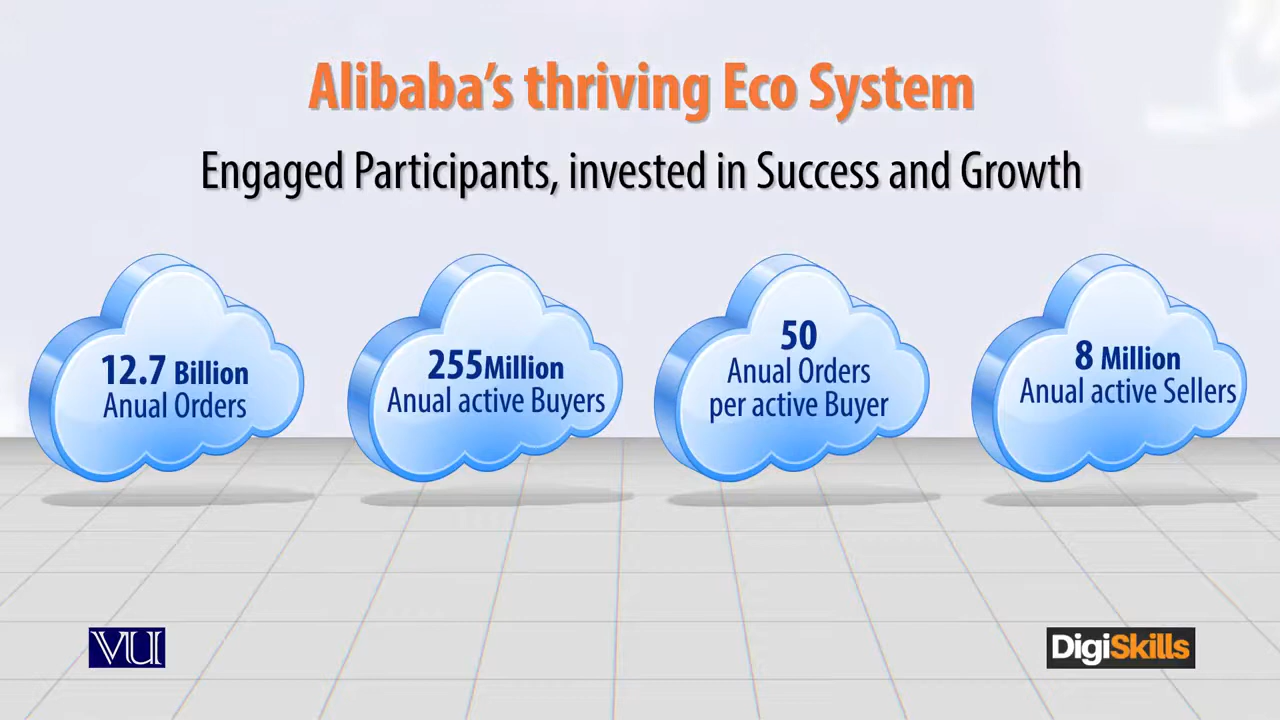 Alibaba's thriving Eco System
Engaged Participants, invested in Success and Growth
12.7 Billion
Anual Orders
255Million
Anual active Buyers
50
Anual Orders
per active Buyer
8 Million
Anual active Sellers
VU
DigiSkills